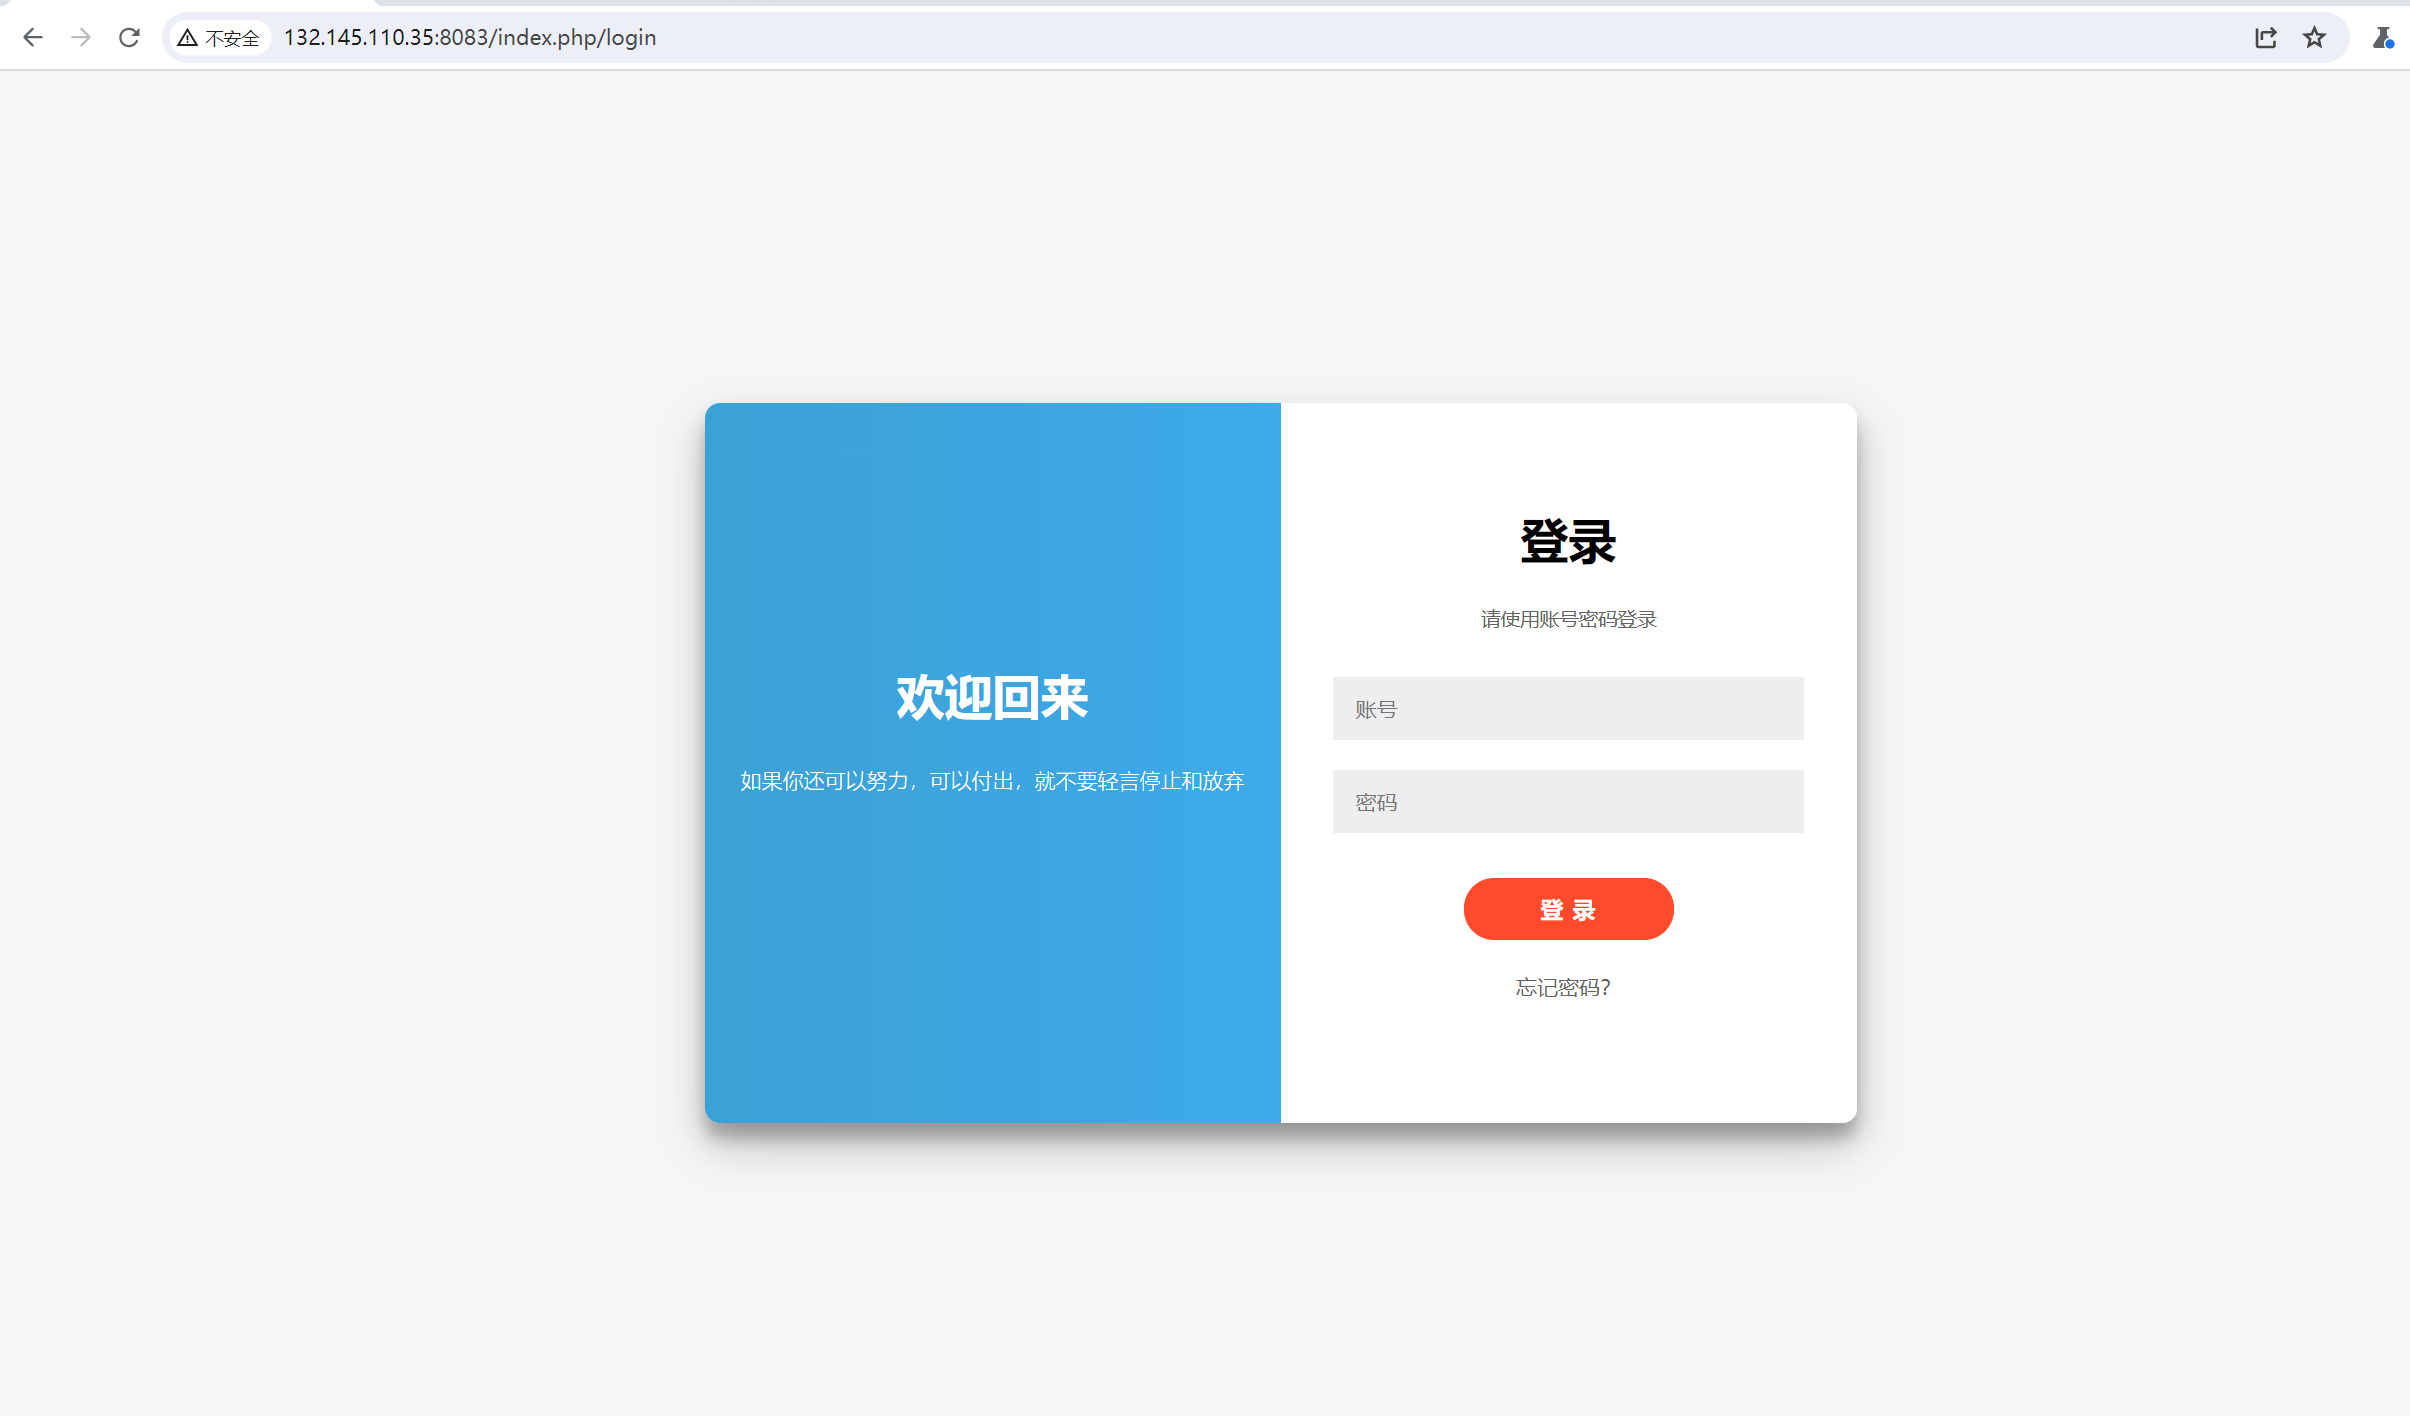 不安全 132.145.110.35:8083/index.php/login
欢迎回来
如果你还可以努力，可以付出，就不要轻言停止和放弃
登录
请使用账号密码登录
账号
密码
登 录
忘记密码？